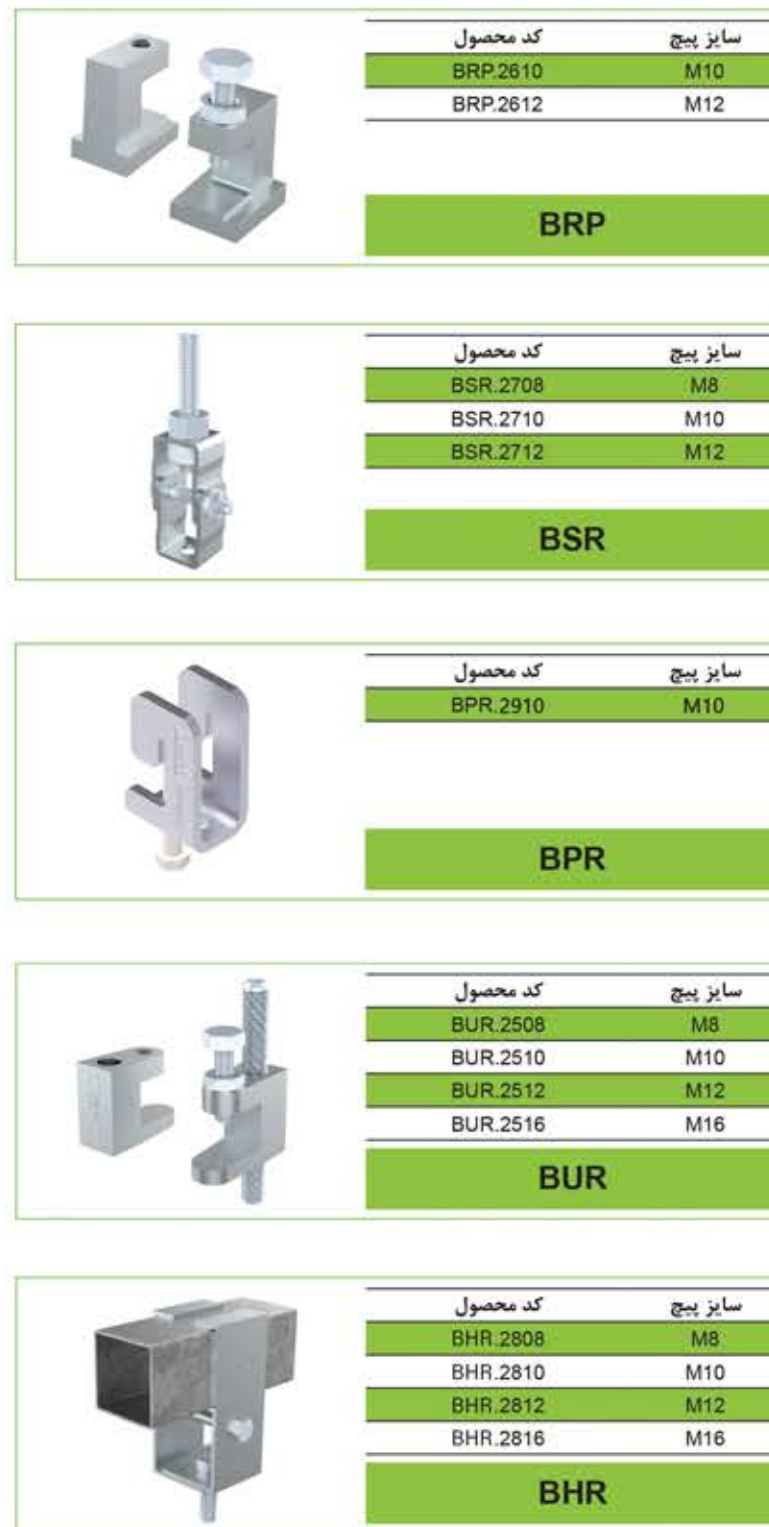 سایز پیچ کد محصول
M10 BRP.2610
M12 BRP.2612
BRP
سایز پیچ کد محصول
M8 BSR.2708
M10 BSR.2710
M12 BSR.2712
BSR
سایز پیچ کد محصول
M10 BPR.2910
BPR
سایز پیچ کد محصول
M8 BUR.2508
M10 BUR.2510
M12 BUR.2512
M16 BUR.2516
BUR
سایز پیچ کد محصول
M8 BHR.2808
M10 BHR.2810
M12 BHR.2812
M16 BHR.2816
BHR